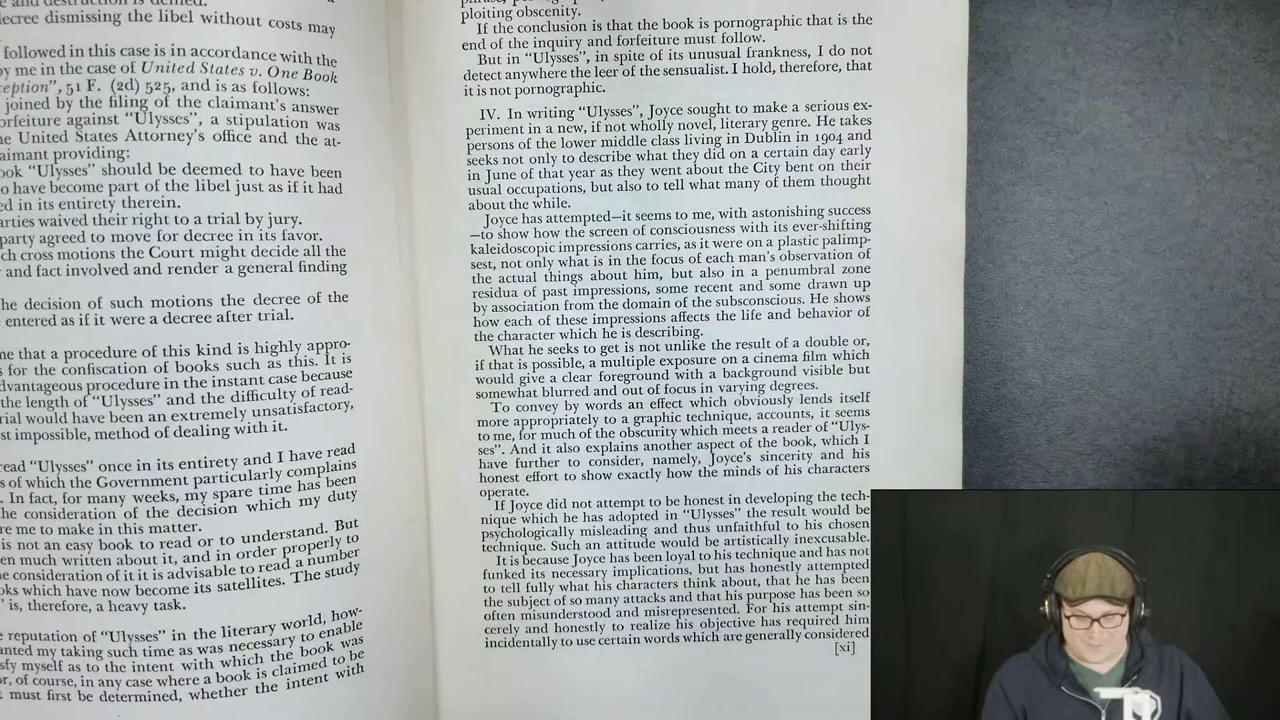 decree dismissing the libel without costs may
followed in this case is in accordance with the
by me in the case of United States v. One Book
ception", 51 F. (2d) 525, and is as follows:
joined by the filing of the claimant's answer
orfeiture against "Ulysses", a stipulation was
he United States Attorney's office and the at-
aimant providing:
ook "Ulysses" should be deemed to have been
o have become part of the libel just as if it had
ed in its entirety therein.
arties waived their right to a trial by jury.
party agreed to move for decree in its favor.
ch cross motions the Court might decide all the
and fact involved and render a general finding
he decision of such motions the decree of the
entered as if it were a decree after trial.
me that a procedure of this kind is highly appro-
s for the confiscation of books such as this. It is
dvantageous procedure in the instant case because
the length of "Ulysses" and the difficulty of read-
rial would have been an extremely unsatisfactory,
st impossible, method of dealing with it.
read "Ulysses" once in its entirety and I have read
s of which the Government particularly complains
. In fact, for many weeks, my spare time has been
he consideration of the decision which my duty
re me to make in this matter.
is not an easy book to read or to understand. But
en much written about it, and in order properly to
e consideration of it it is advisable to read a number
oks which have now become its satellites. The study
" is, therefore, a heavy task.
e reputation of "Ulysses" in the literary world, how-
anted my taking such time as was necessary to enable
sfy myself as to the intent with which the book was
or, of course, in any case where a book is claimed to be
must first be determined, whether the intent with
ploiting obscenity.
If the conclusion is that the book is pornographic that is the
end of the inquiry and forfeiture must follow.
But in "Ulysses", in spite of its unusual frankness, I do not
detect anywhere the leer of the sensualist. I hold, therefore, that
it is not pornographic.
IV. In writing "Ulysses", Joyce sought to make a serious ex-
periment in a new, if not wholly novel, literary genre. He takes
persons of the lower middle class living in Dublin in 1904 and
seeks not only to describe what they did on a certain day early
in June of that year as they went about the City bent on their
usual occupations, but also to tell what many of them thought
about the while.
Joyce has attempted—it seems to me, with astonishing success
—to show how the screen of consciousness with its ever-shifting
kaleidoscopic impressions carries, as it were on a plastic palimp-
sest, not only what is in the focus of each man's observation of
the actual things about him, but also in a penumbral zone
residua of past impressions, some recent and some drawn up
by association from the domain of the subsconscious. He shows
how each of these impressions affects the life and behavior of
the character which he is describing.
What he seeks to get is not unlike the result of a double or,
if that is possible, a multiple exposure on a cinema film which
would give a clear foreground with a background visible but
somewhat blurred and out of focus in varying degrees.
To convey by words an effect which obviously lends itself
more appropriately to a graphic technique, accounts, it seems
to me, for much of the obscurity which meets a reader of "Ulys-
ses". And it also explains another aspect of the book, which I
have further to consider, namely, Joyce's sincerity and his
honest effort to show exactly how the minds of his characters
operate.
If Joyce did not attempt to be honest in developing the tech-
nique which he has adopted in "Ulysses" the result would be
psychologically misleading and thus unfaithful to his chosen
technique. Such an attitude would be artistically inexcusable.
It is because Joyce has been loyal to his technique and has not
funked its necessary implications, but has honestly attempted
to tell fully what his characters think about, that he has been
the subject of so many attacks and that his purpose has been so
often misunderstood and misrepresented. For his attempt sin-
cerely and honestly to realize his objective has required him
incidentally to use certain words which are generally considered
[xi]